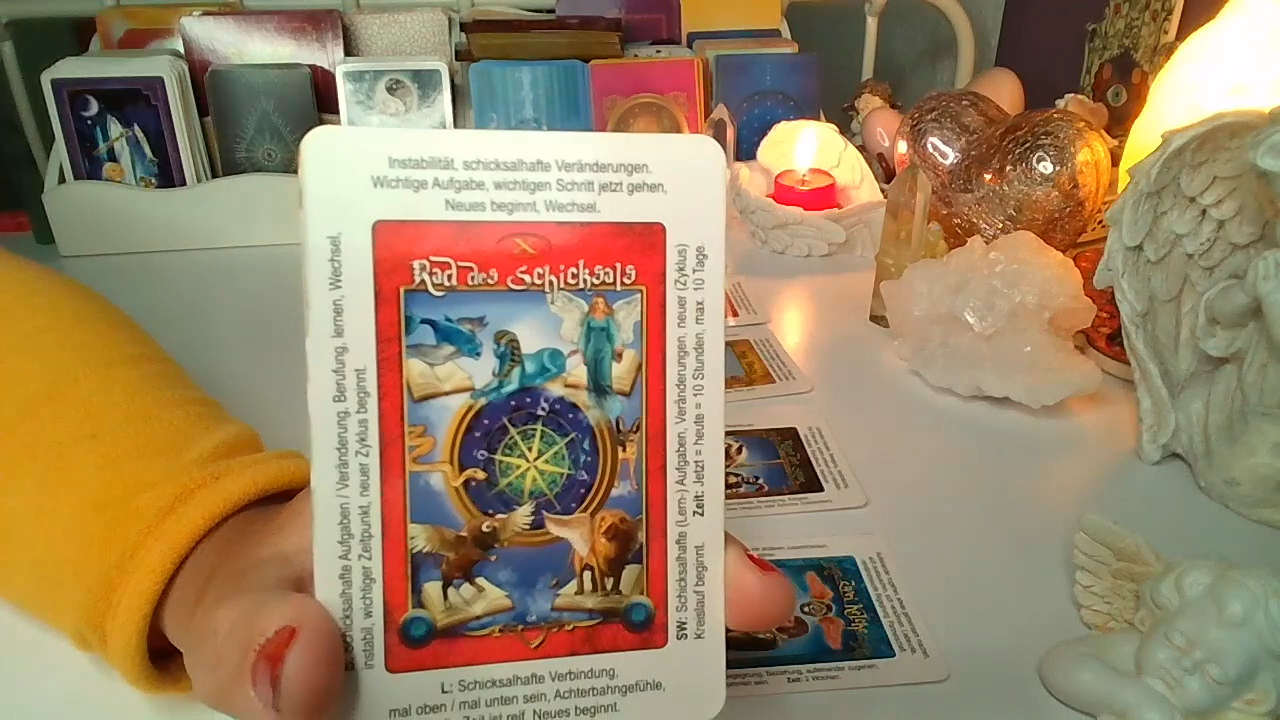 Instabilität, schicksalhafte Veränderungen.
Wichtige Aufgabe, wichtigen Schritt jetzt gehen,
Neues beginnt, Wechsel.
X
Rad des Schicksals
Schicksalhafte Aufgaben / Veränderung, Berufung, lernen, Wechsel,
instabil, wichtiger Zeitpunkt, neuer Zyklus beginnt.
SW: Schicksalhafte (Lern-) Aufgaben, Veränderungen, neuer (Zyklus)
Kreislauf beginnt. Zeit: Jetzt = heute = 10 Stunden, max. 10 Tage.
L: Schicksalhafte Verbindung,
mal oben / mal unten sein, Achterbahngefühle,
Zeit ist reif, Neues beginnt.
Zeit: 2 Wochen.